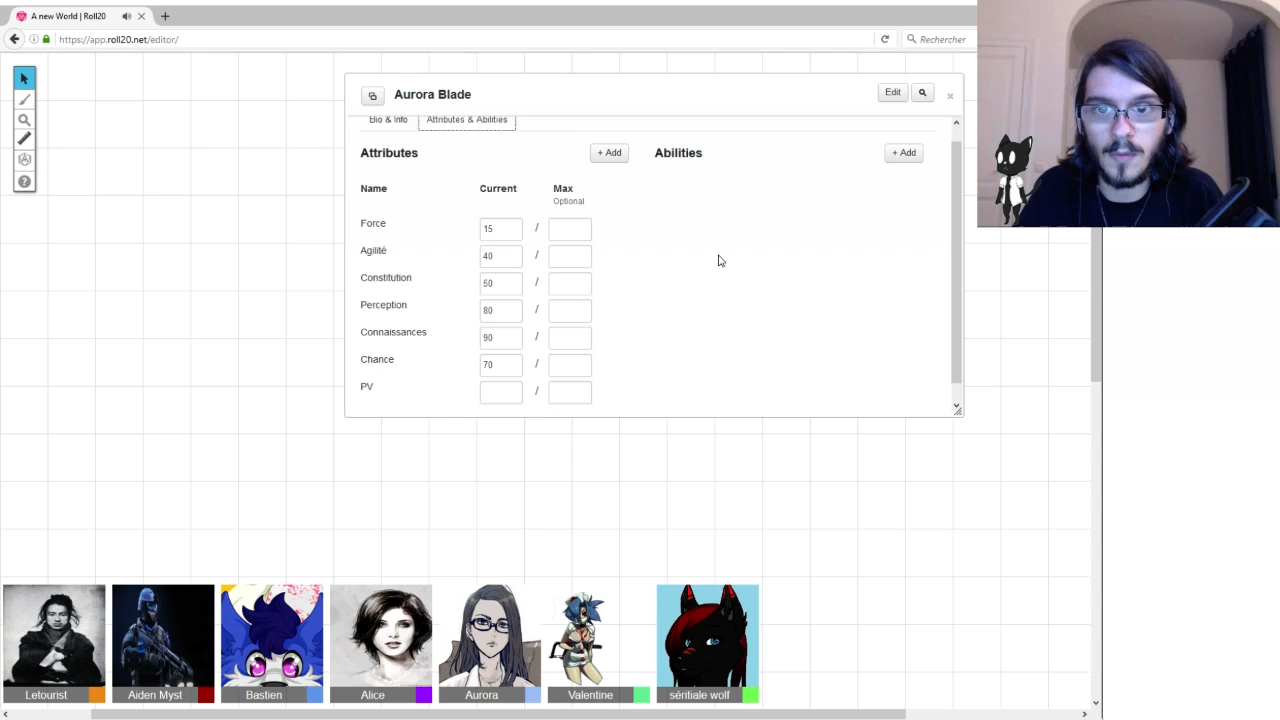 A new World | Roll20
https://app.roll20.net/editor/
Rechercher
Aurora Blade
Edit
Bio & Info
Attributes & Abilities
Attributes
+ Add
Abilities
+ Add
Name
Current
Max
Optional
Force
15
/
Agilité
40
/
Constitution
50
/
Perception
80
/
Connaissances
90
/
Chance
70
/
PV
/
Letourist
Aiden Myst
Bastien
Alice
Aurora
Valentine
séritiale wolf